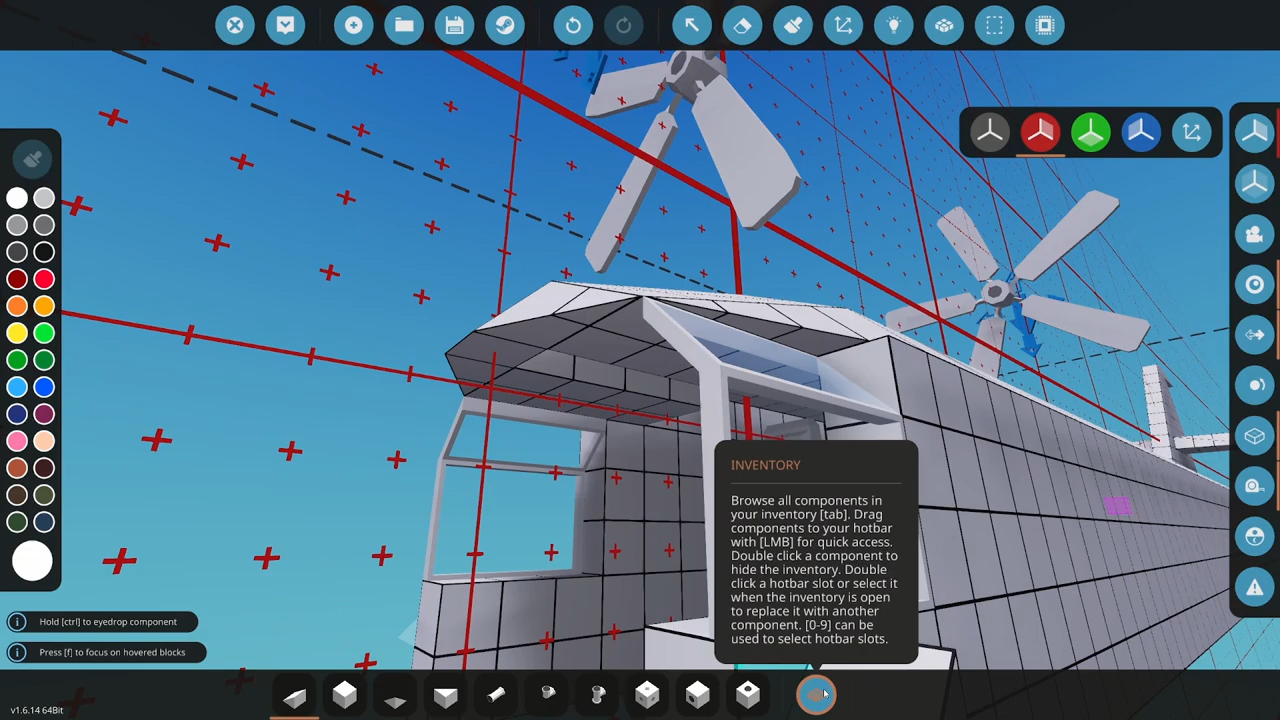 INVENTORY
Browse all components in
your inventory [tab]. Drag
components to your hotbar
with [LMB] for quick access.
Double click a component to
hide the inventory. Double
click a hotbar slot or select it
when the inventory is open
to replace it with another
component. [0-9] can be
used to select hotbar slots.
Hold [ctrl] to eyedrop component
Press [f] to focus on hovered blocks
v1.6.14 64Bit